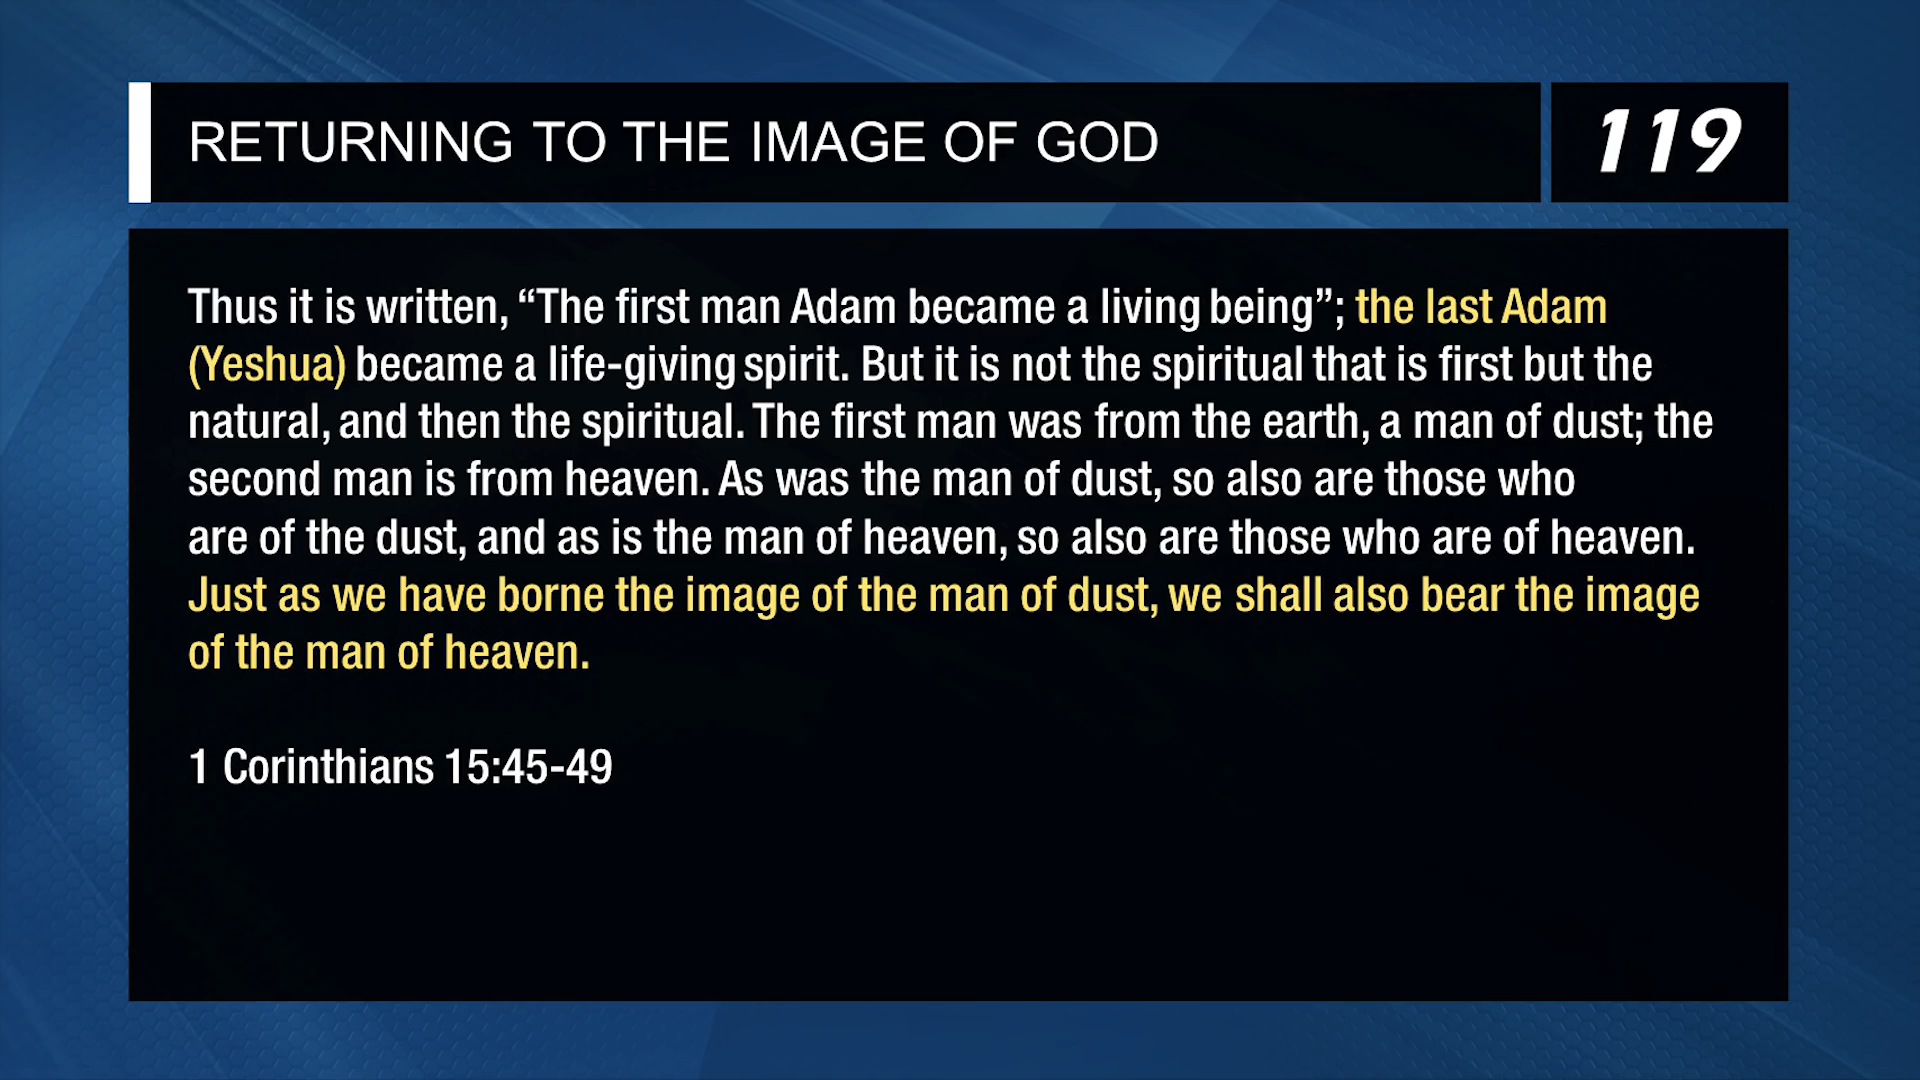 RETURNING TO THE IMAGE OF GOD
119
Thus it is written, “The first man Adam became a living being”; the last Adam
(Yeshua) became a life-giving spirit. But it is not the spiritual that is first but the
natural, and then the spiritual. The first man was from the earth, a man of dust; the
second man is from heaven. As was the man of dust, so also are those who
are of the dust, and as is the man of heaven, so also are those who are of heaven.
Just as we have borne the image of the man of dust, we shall also bear the image
of the man of heaven.
1 Corinthians 15:45-49